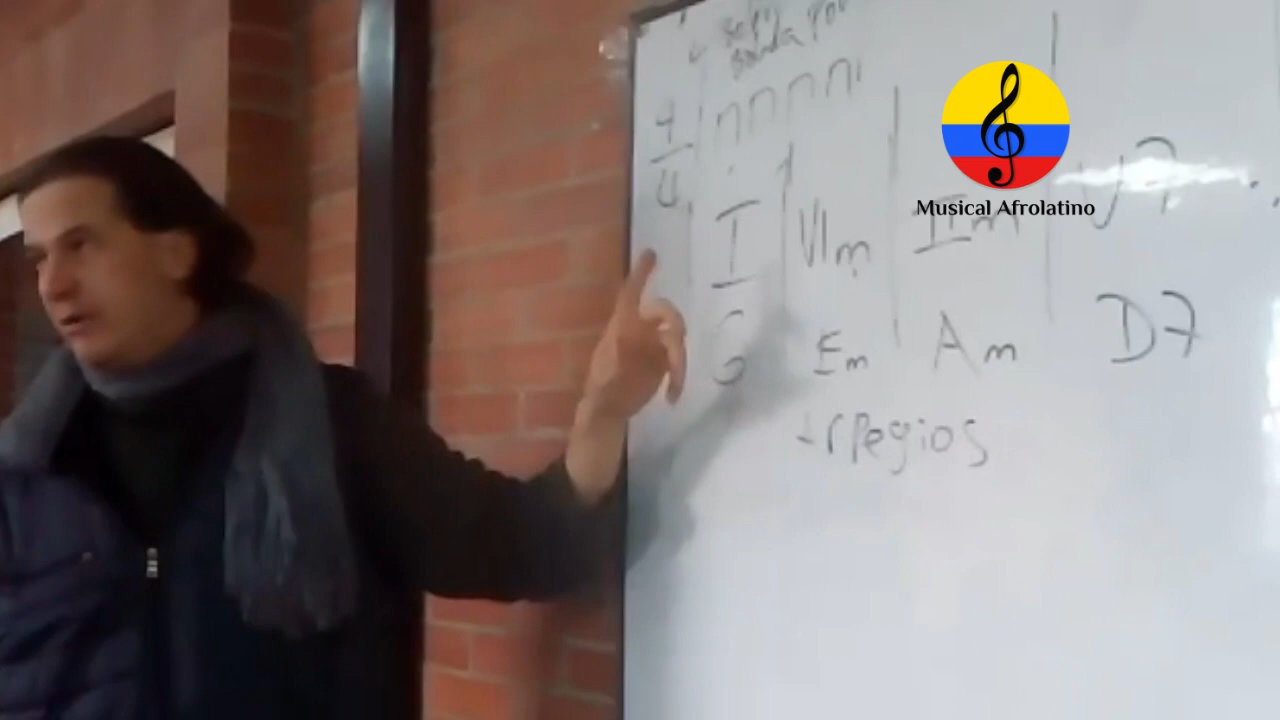 4/4
I VIm IIm V7
G Em Am D7
Arpegios
Musical Afrolatino